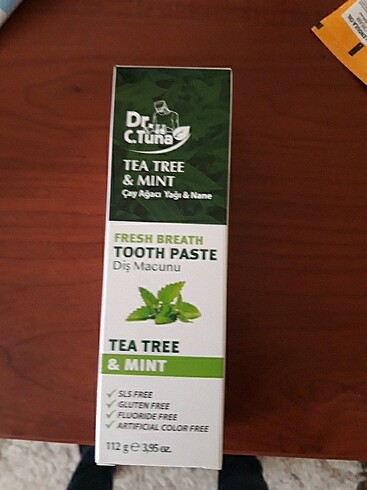 Dr.
C.Tuna
TEA TREE
& MINT
Çay Ağacı Yağı & Nane
FRESH BREATH
TOOTH PASTE
Diş Macunu
TEA TREE
& MINT
✓ SLS FREE
✓ GLUTEN FREE
✓ FLUORIDE FREE
✓ ARTIFICIAL COLOR FREE
112 g ℮ 3,95 oz.